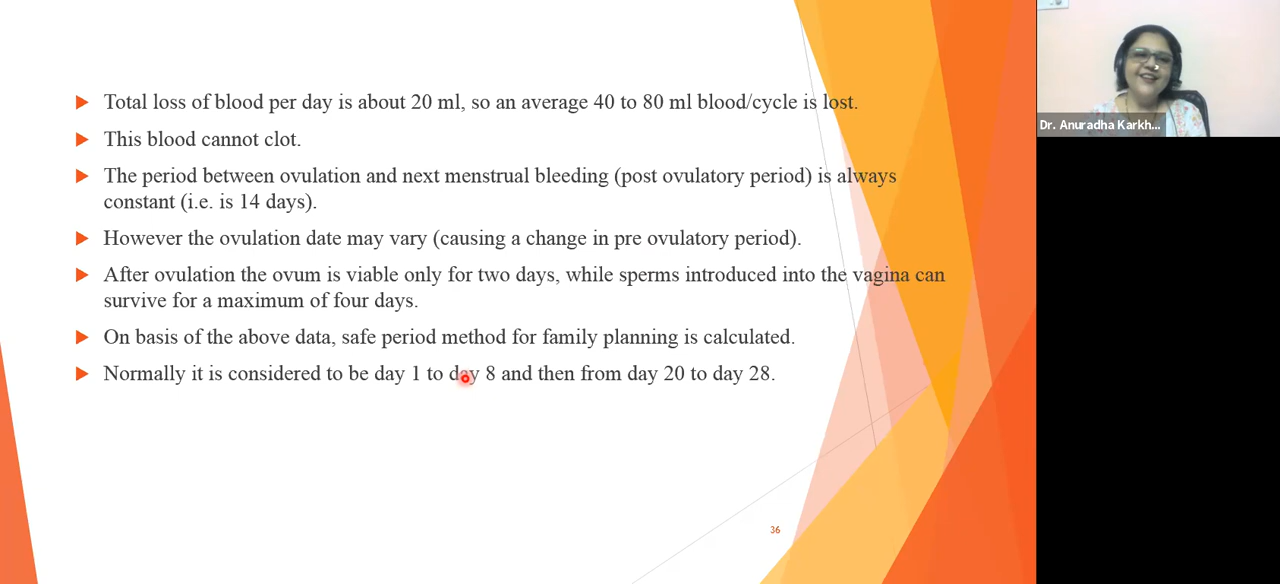 Total loss of blood per day is about 20 ml, so an average 40 to 80 ml blood/cycle is lost.
This blood cannot clot.
The period between ovulation and next menstrual bleeding (post ovulatory period) is always
constant (i.e. is 14 days).
However the ovulation date may vary (causing a change in pre ovulatory period).
After ovulation the ovum is viable only for two days, while sperms introduced into the vagina can
survive for a maximum of four days.
On basis of the above data, safe period method for family planning is calculated.
Normally it is considered to be day 1 to day 8 and then from day 20 to day 28.
36
Dr. Anuradha Karkh...